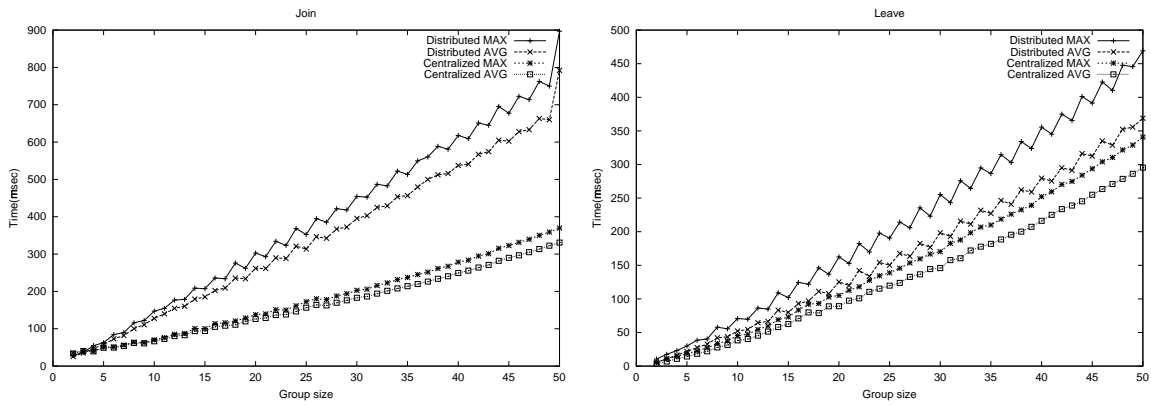 Join
900
800
700
600
500
400
300
200
100
0
Time(msec)
Distributed MAX
Distributed AVG
Centralized MAX
Centralized AVG
0 5 10 15 20 25 30 35 40 45 50
Group size
Leave
500
450
400
350
300
250
200
150
100
50
0
Time(msec)
Distributed MAX
Distributed AVG
Centralized MAX
Centralized AVG
0 5 10 15 20 25 30 35 40 45 50
Group size